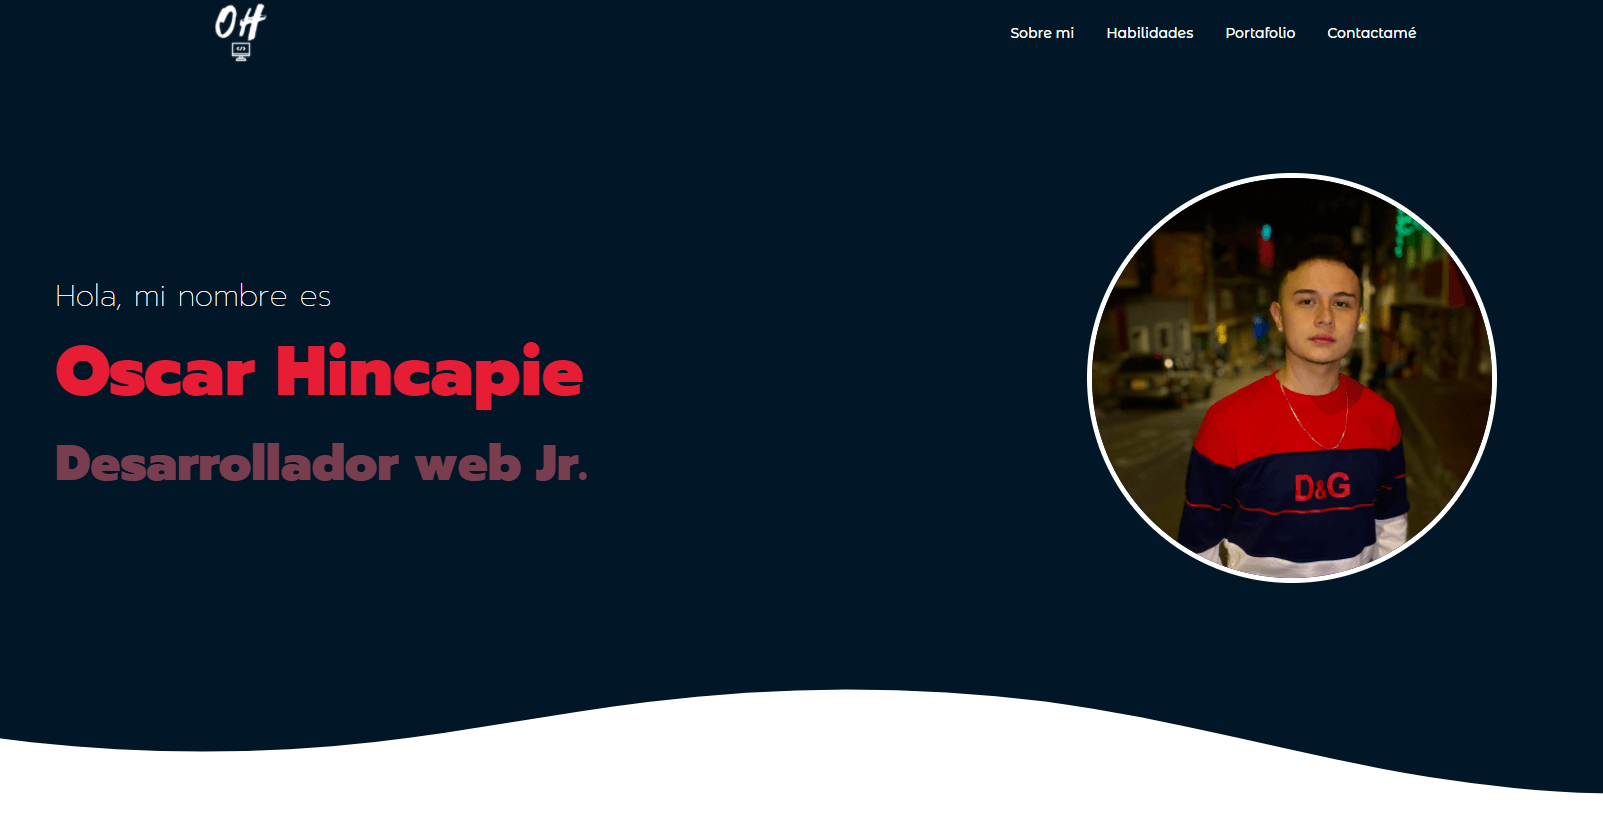 OH
</>
Sobre mi
Habilidades
Portafolio
Contactamé
Hola, mi nombre es
Oscar Hincapie
Desarrollador web Jr.
D&G